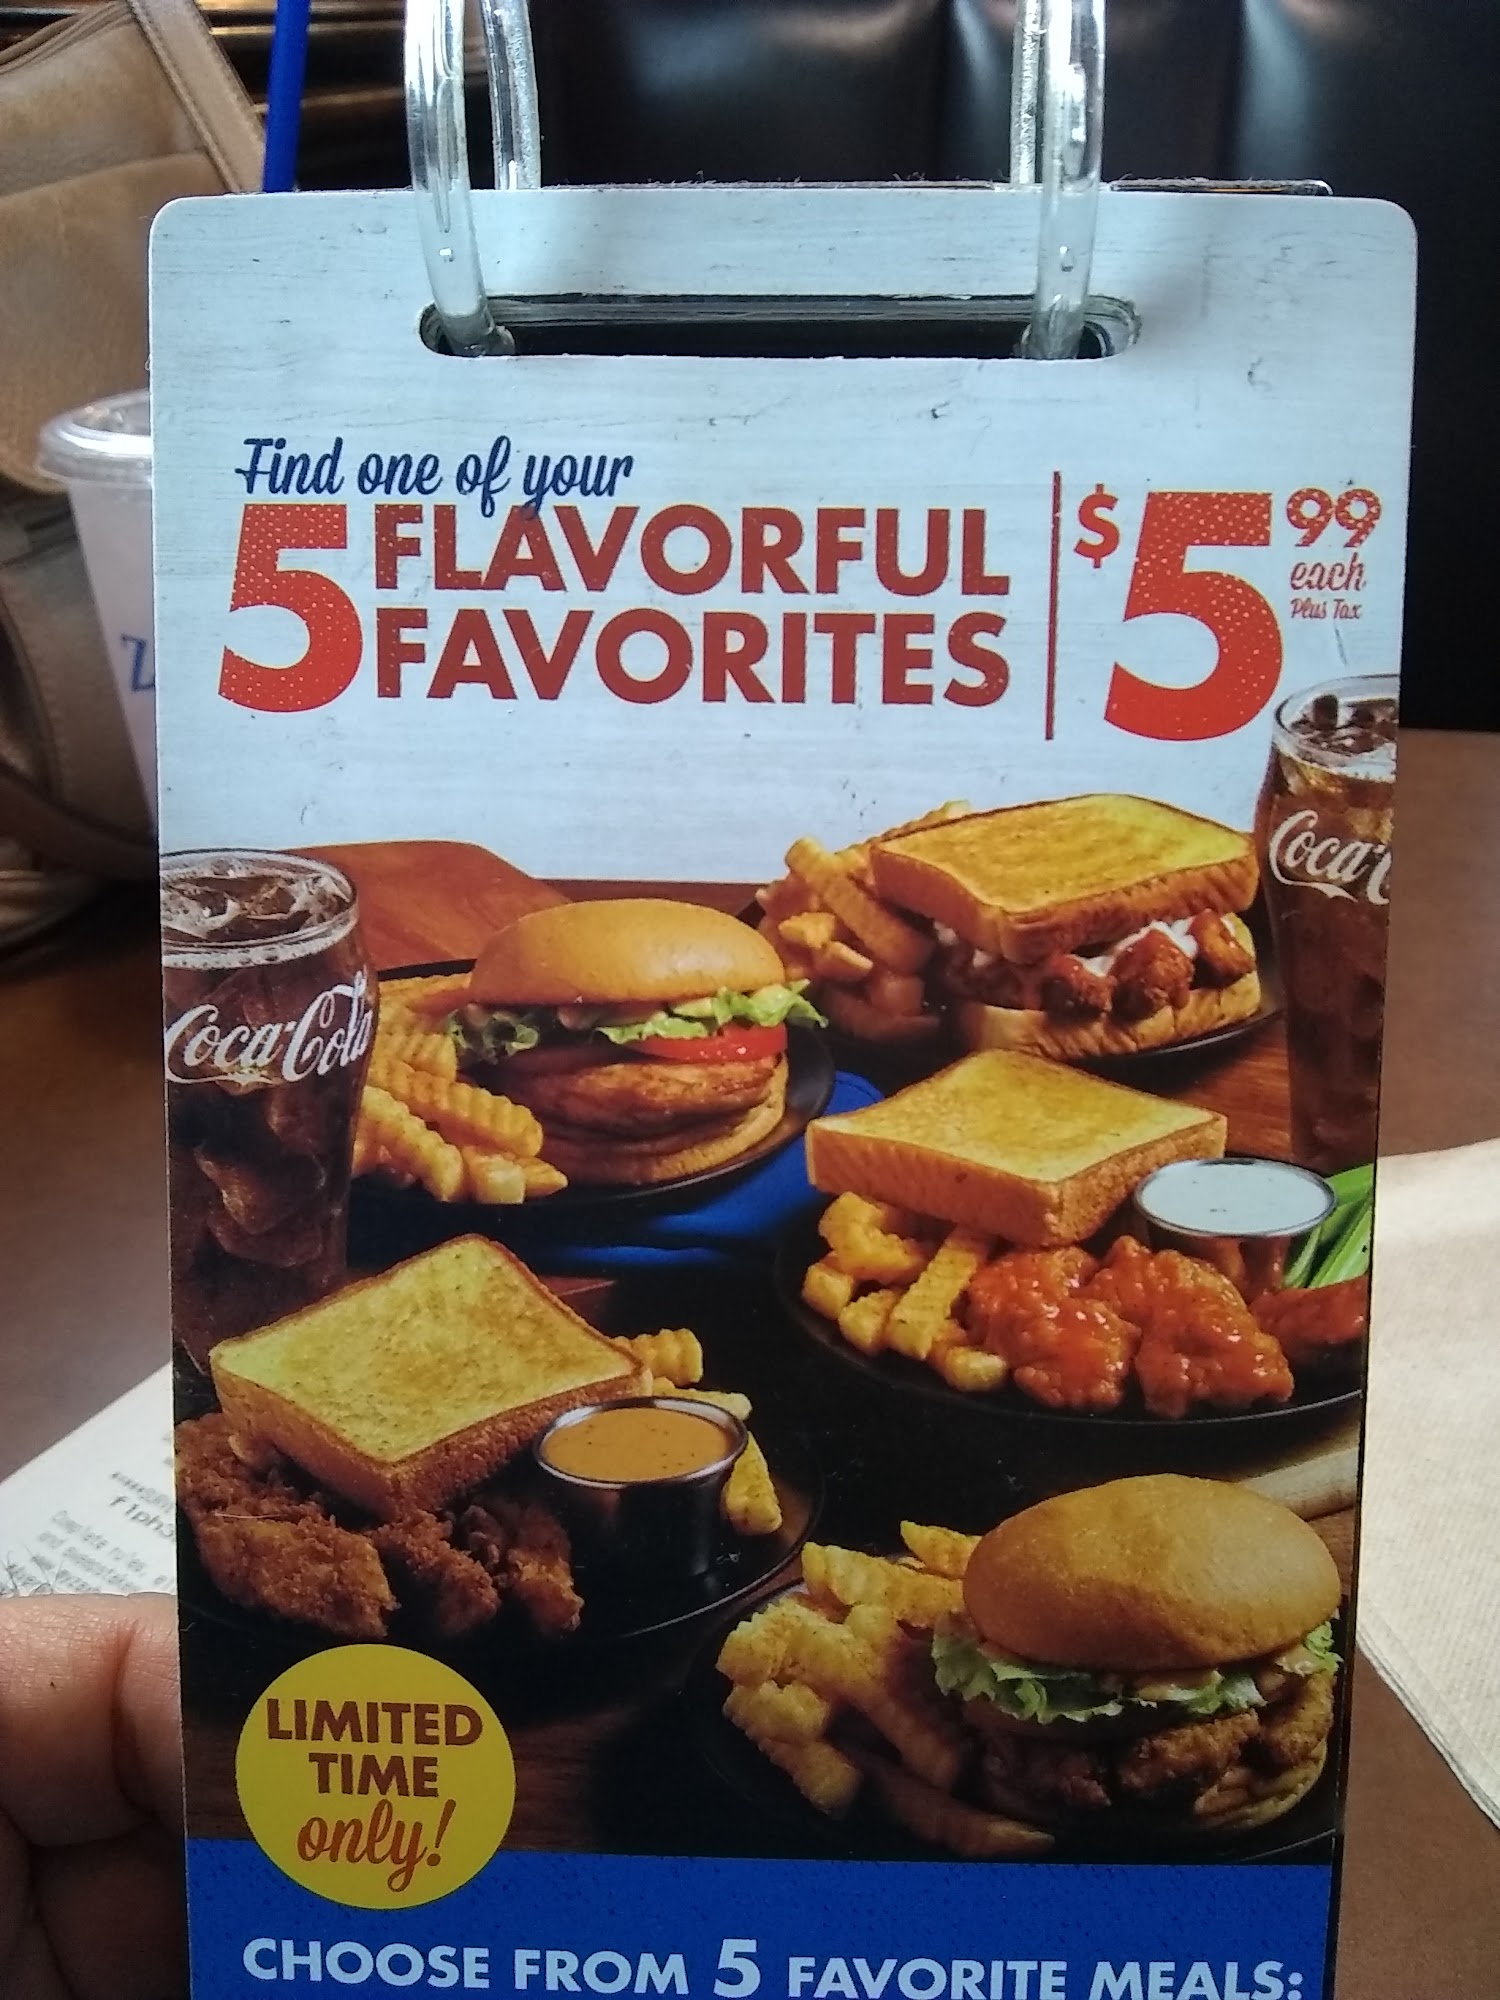 Find one of your
5 FLAVORFUL
FAVORITES
$5 99
each
Plus Tax
Coca-C
Coca-Cola
LIMITED
TIME
only!
CHOOSE FROM 5 FAVORITE MEALS: